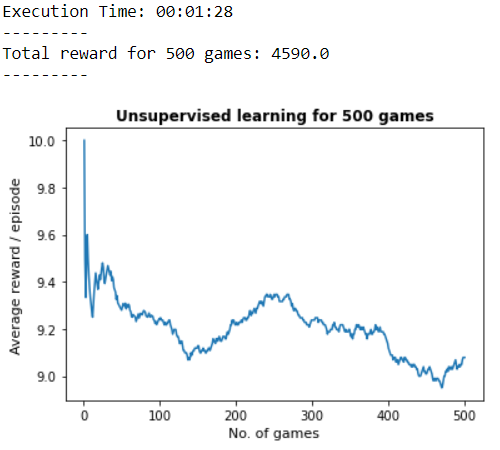 Execution Time: 00:01:28
---------
Total reward for 500 games: 4590.0
---------
Unsupervised learning for 500 games
Average reward / episode
10.0
9.8
9.6
9.4
9.2
9.0
0 100 200 300 400 500
No. of games